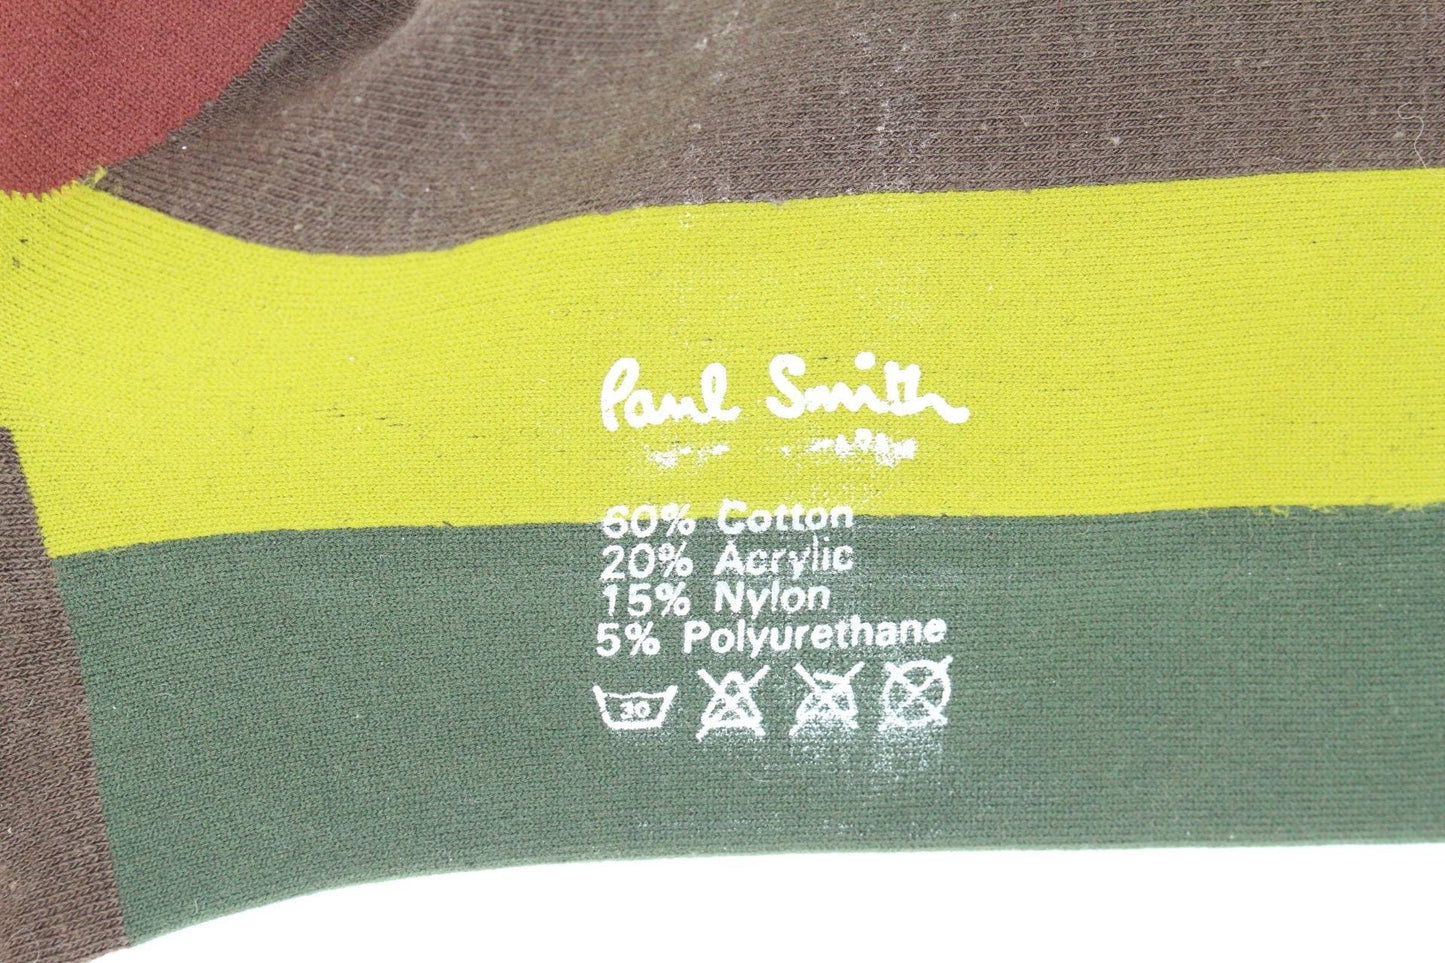 Paul Smith
60% Cotton
20% Acrylic
15% Nylon
5% Polyurethane
30